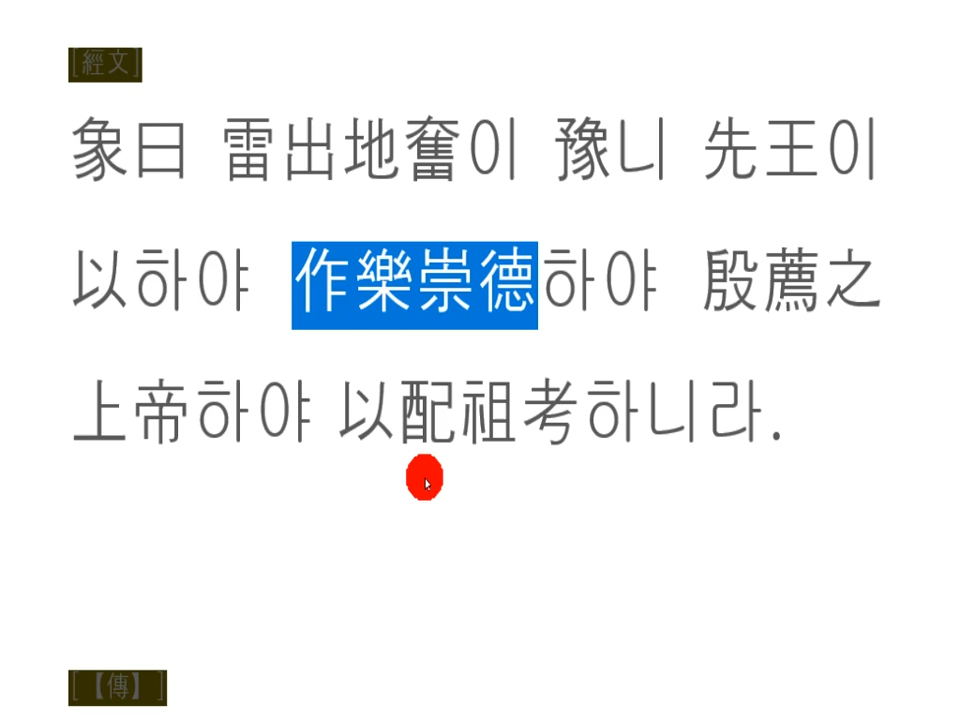 [經文]
象曰 雷出地奮이 豫니 先王이
以하야 作樂崇德하야 殷薦之
上帝하야 以配祖考하니라.
[【傳】]